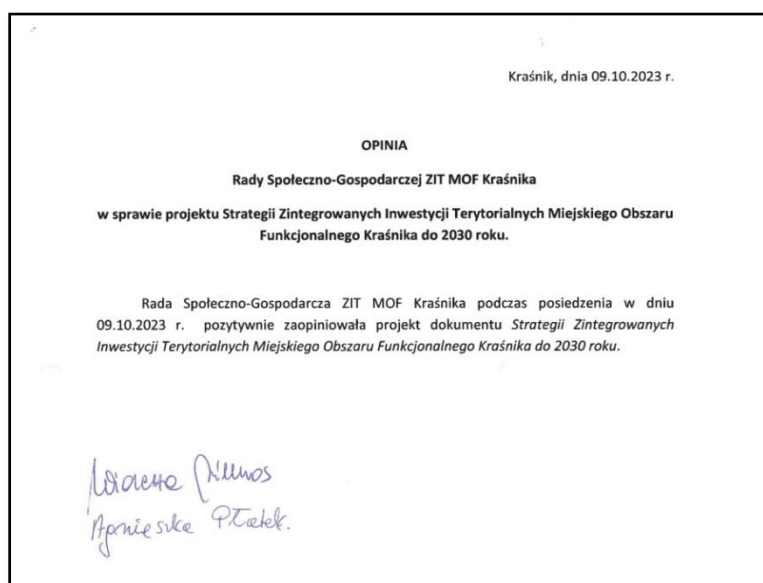 Kraśnik, dnia 09.10.2023 r.
OPINIA
Rady Społeczno-Gospodarczej ZIT MOF Kraśnika
w sprawie projektu Strategii Zintegrowanych Inwestycji Terytorialnych Miejskiego Obszaru
Funkcjonalnego Kraśnika do 2030 roku.
Rada Społeczno-Gospodarcza ZIT MOF Kraśnika podczas posiedzenia w dniu
09.10.2023 r. pozytywnie zaopiniowała projekt dokumentu Strategii Zintegrowanych
Inwestycji Terytorialnych Miejskiego Obszaru Funkcjonalnego Kraśnika do 2030 roku.
Agnieszka